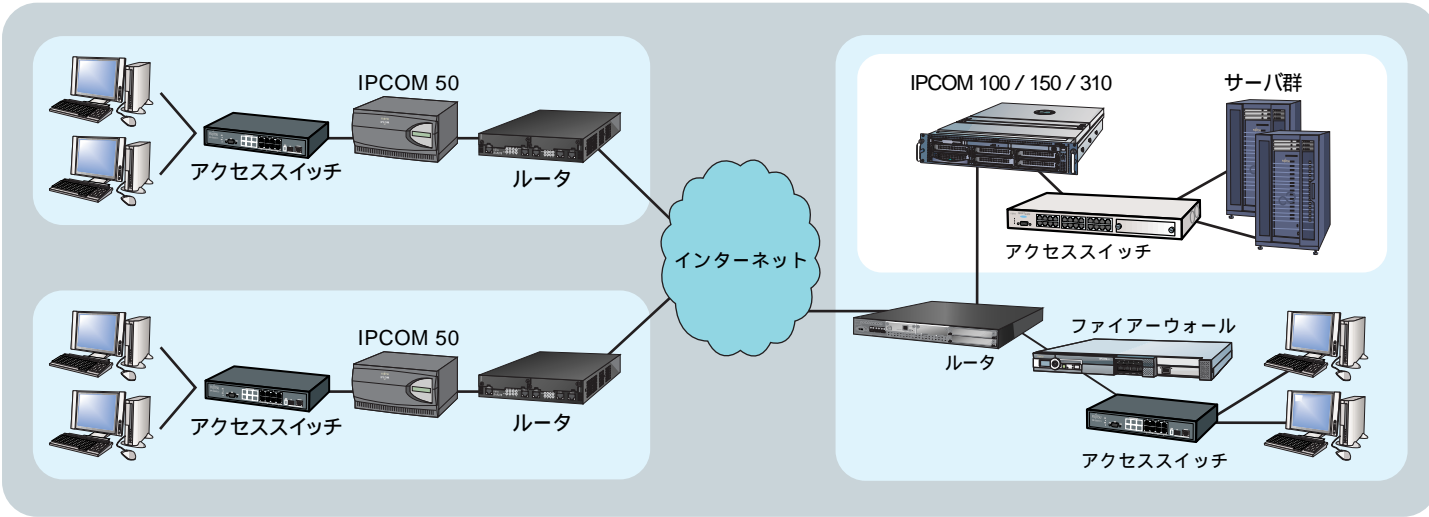 IPCOM 50
アクセススイッチ
ルータ
IPCOM 50
アクセススイッチ
ルータ
インターネット
IPCOM 100 / 150 / 310
サーバ群
アクセススイッチ
ルータ
ファイアーウォール
アクセススイッチ